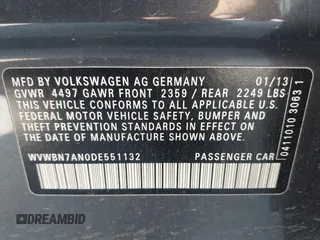 MFD BY VOLKSWAGEN AG GERMANY 01/13
GVWR 4497 GAWR FRONT 2359 / REAR 2249 LBS
THIS VEHICLE CONFORMS TO ALL APPLICABLE U.S.
FEDERAL MOTOR VEHICLE SAFETY, BUMPER AND
THEFT PREVENTION STANDARDS IN EFFECT ON THE DATE
OF MANUFACTURE SHOWN ABOVE.
WVWBN7AN0DE551132 PASSENGER CAR
0411010 3063 1
DREAMBID